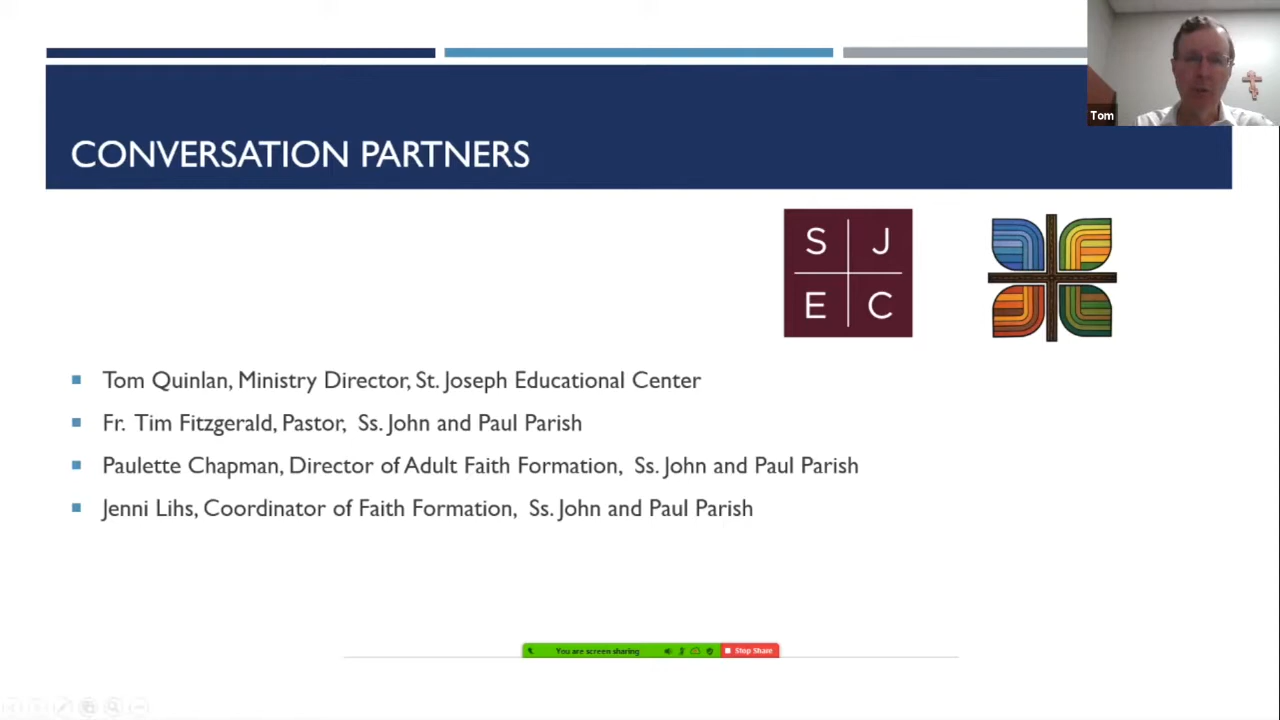 Tom
CONVERSATION PARTNERS
S J
E C
Tom Quinlan, Ministry Director, St. Joseph Educational Center
Fr. Tim Fitzgerald, Pastor, Ss. John and Paul Parish
Paulette Chapman, Director of Adult Faith Formation, Ss. John and Paul Parish
Jenni Lihs, Coordinator of Faith Formation, Ss. John and Paul Parish
You are screen sharing
Stop Share